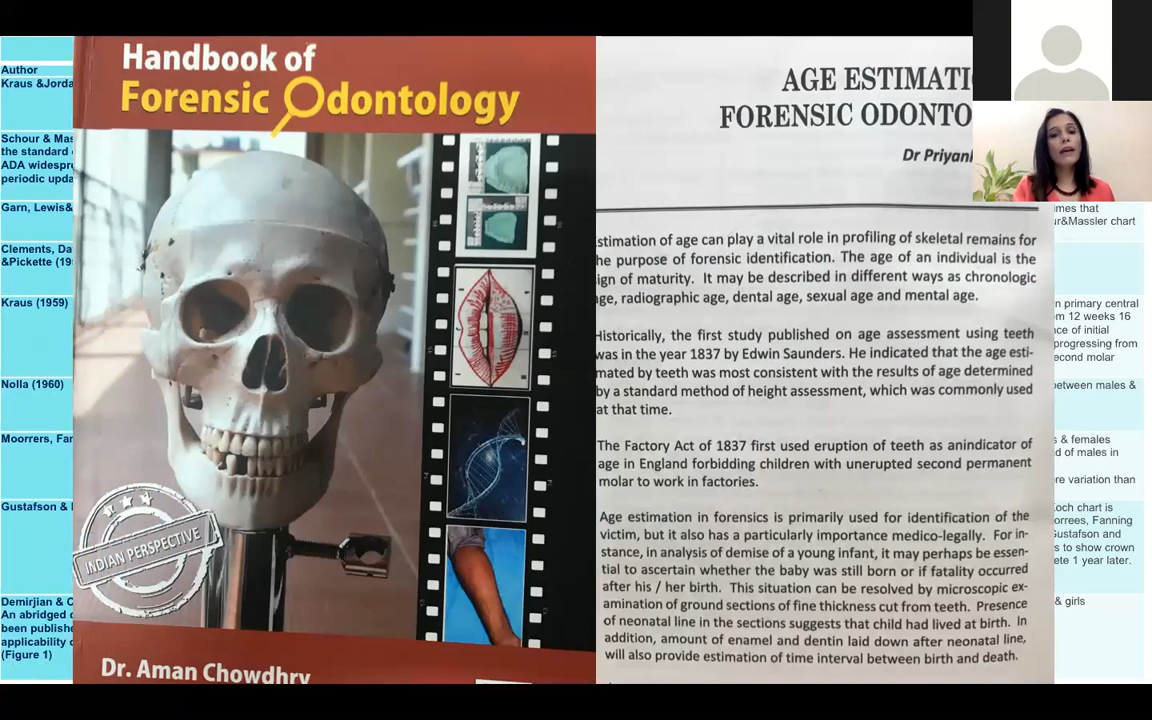 Author
Kraus &Jorda
Schour & Mas
the standard
ADA widespre
periodic upda
Garn, Lewis&
Clements, Da
&Pickette (19
Kraus (1959)
Nolla (1960)
Moorrers, Far
Gustafson &
Demirjian & C
An abridged
been publishe
applicability
(Figure 1)
Handbook of
Forensic Odontology
INDIAN PERSPECTIVE
Dr. Aman Chowdhry
AGE ESTIMATI
FORENSIC ODONTO
Dr Priyan
stimation of age can play a vital role in profiling of skeletal remains for
he purpose of forensic identification. The age of an individual is the
ign of maturity. It may be described in different ways as chronologic
ge, radiographic age, dental age, sexual age and mental age.
Historically, the first study published on age assessment using teeth
was in the year 1837 by Edwin Saunders. He indicated that the age esti-
mated by teeth was most consistent with the results of age determined
by a standard method of height assessment, which was commonly used
at that time.
The Factory Act of 1837 first used eruption of teeth as anindicator of
age in England forbidding children with unerupted second permanent
molar to work in factories.
Age estimation in forensics is primarily used for identification of the
victim, but it also has a particularly importance medico-legally. For in-
stance, in analysis of demise of a young infant, it may perhaps be essen-
tial to ascertain whether the baby was still born or if fatality occurred
after his / her birth. This situation can be resolved by microscopic ex-
amination of ground sections of fine thickness cut from teeth. Presence
of neonatal line in the sections suggests that child had lived at birth. In
addition, amount of enamel and dentin laid down after neonatal line,
will also provide estimation of time interval between birth and death.
imes that
ur&Massler chart
n primary central
om 12 weeks 16
nce of initial
progressing from
econd molar
between males &
s & females
d of males in
re variation than
Koch chart is
orrees, Fanning
Gustafson and
s to show crown
ete 1 year later.
& girls